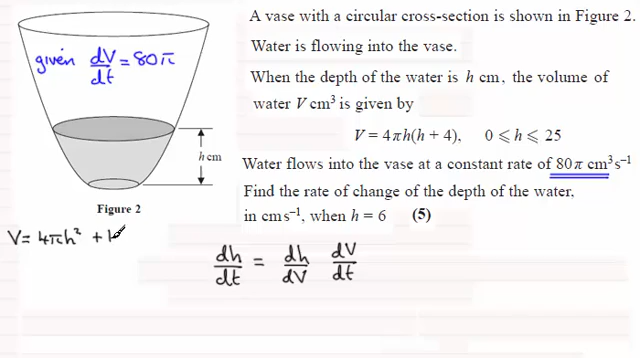 A vase with a circular cross-section is shown in Figure 2.
Water is flowing into the vase.
When the depth of the water is h cm, the volume of
water V cm³ is given by
V = 4πh(h + 4), 0 ⩽ h ⩽ 25
Water flows into the vase at a constant rate of 80π cm³s⁻¹
Find the rate of change of the depth of the water,
in cms⁻¹, when h = 6 (5)
given dV/dt = 80π
h cm
Figure 2
V = 4πh² + 1
dh/dt = dh/dV dV/dt